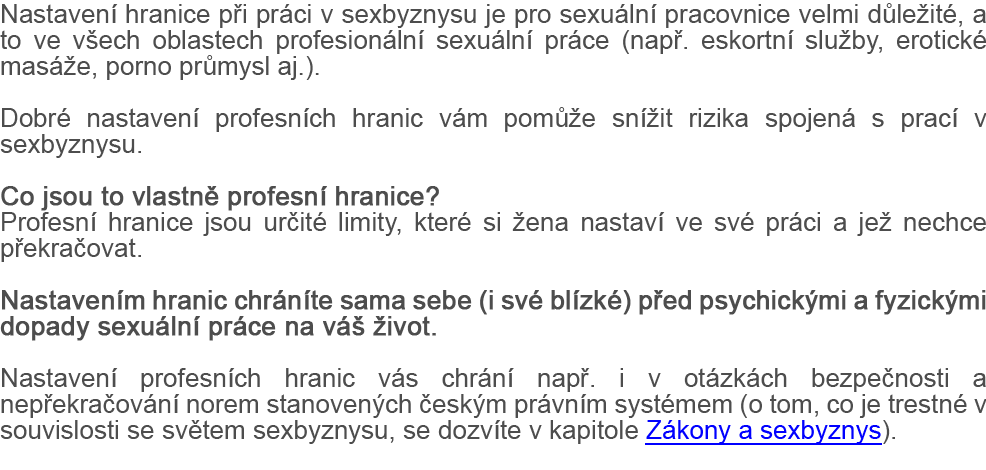 Nastavení hranice při práci v sexbyznysu je pro sexuální pracovnice velmi důležité, a
to ve všech oblastech profesionální sexuální práce (např. eskortní služby, erotické
masáže, porno průmysl aj.).
Dobré nastavení profesních hranic vám pomůže snížit rizika spojená s prací v
sexbyznysu.
Co jsou to vlastně profesní hranice?
Profesní hranice jsou určité limity, které si žena nastaví ve své práci a jež nechce
překračovat.
Nastavením hranic chráníte sama sebe (i své blízké) před psychickými a fyzickými
dopady sexuální práce na váš život.
Nastavení profesních hranic vás chrání např. i v otázkách bezpečnosti a
nepřekračování norem stanovených českým právním systémem (o tom, co je trestné v
souvislosti se světem sexbyznysu, se dozvíte v kapitole Zákony a sexbyznys).